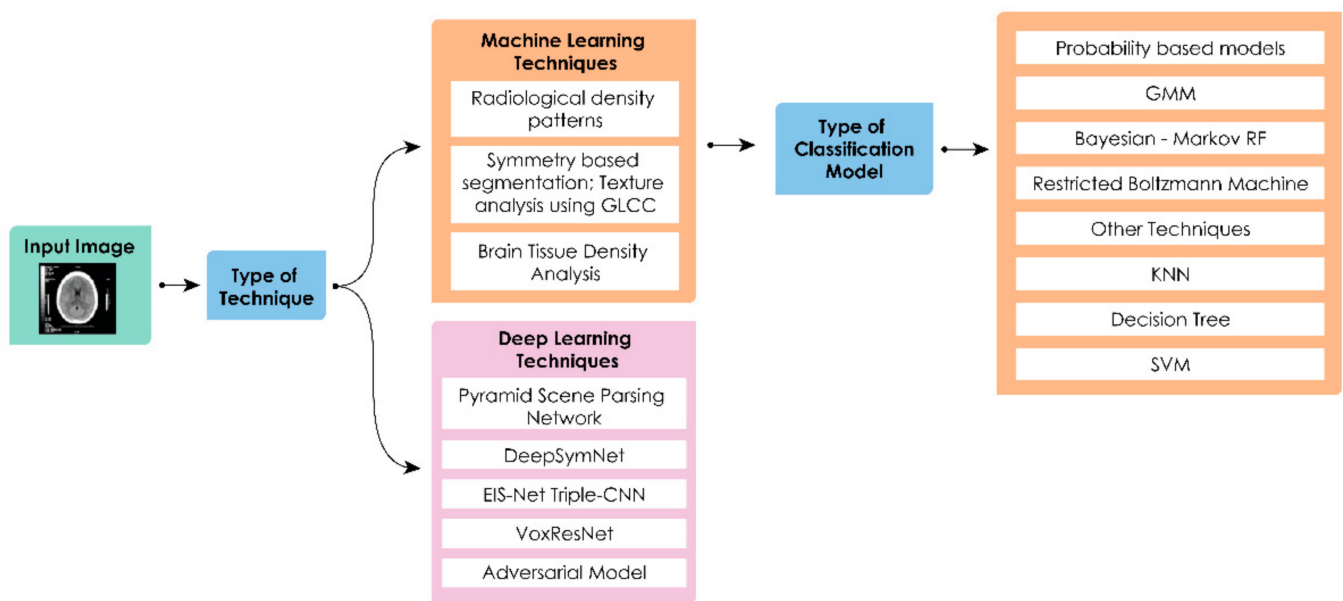 Input Image
Type of
Technique
Machine Learning
Techniques
Radiological density
patterns
Symmetry based
segmentation; Texture
analysis using GLCC
Brain Tissue Density
Analysis
Deep Learning
Techniques
Pyramid Scene Parsing
Network
DeepSymNet
EIS-Net Triple-CNN
VoxResNet
Adversarial Model
Type of
Classification
Model
Probability based models
GMM
Bayesian - Markov RF
Restricted Boltzmann Machine
Other Techniques
KNN
Decision Tree
SVM